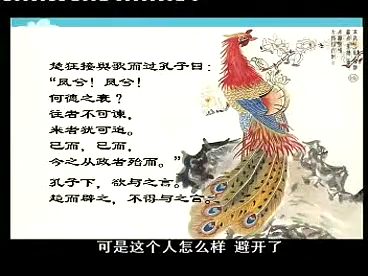 楚狂接與歌而过孔子曰：
“凤兮！凤兮！
何德之衰？
往者不可谏，
来者犹可追。
已而，已而，
今之从政者殆而。”
孔子下，欲与之言。
趋而辟之，不得与之言。
可是这个人怎么样 避开了